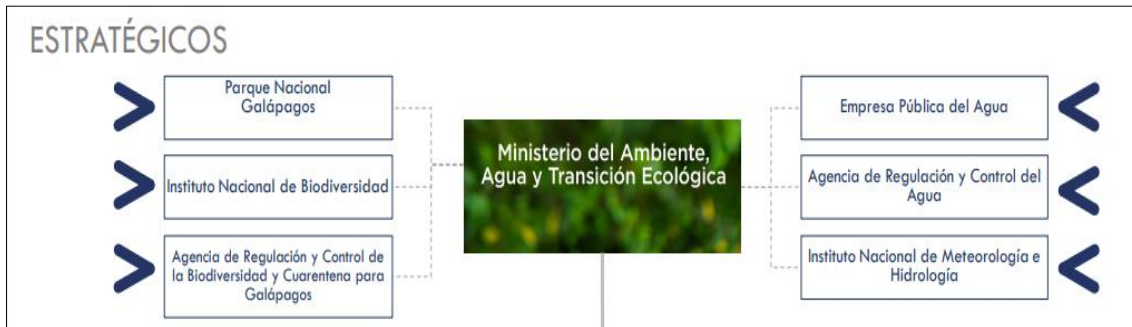 ESTRATÉGICOS
Parque Nacional
Galápagos
Instituto Nacional de Biodiversidad
Agencia de Regulación y Control de
la Biodiversidad y Cuarentena para
Galápagos
Ministerio del Ambiente,
Agua y Transición Ecológica
Empresa Pública del Agua
Agencia de Regulación y Control del
Agua
Instituto Nacional de Meteorología e
Hidrología